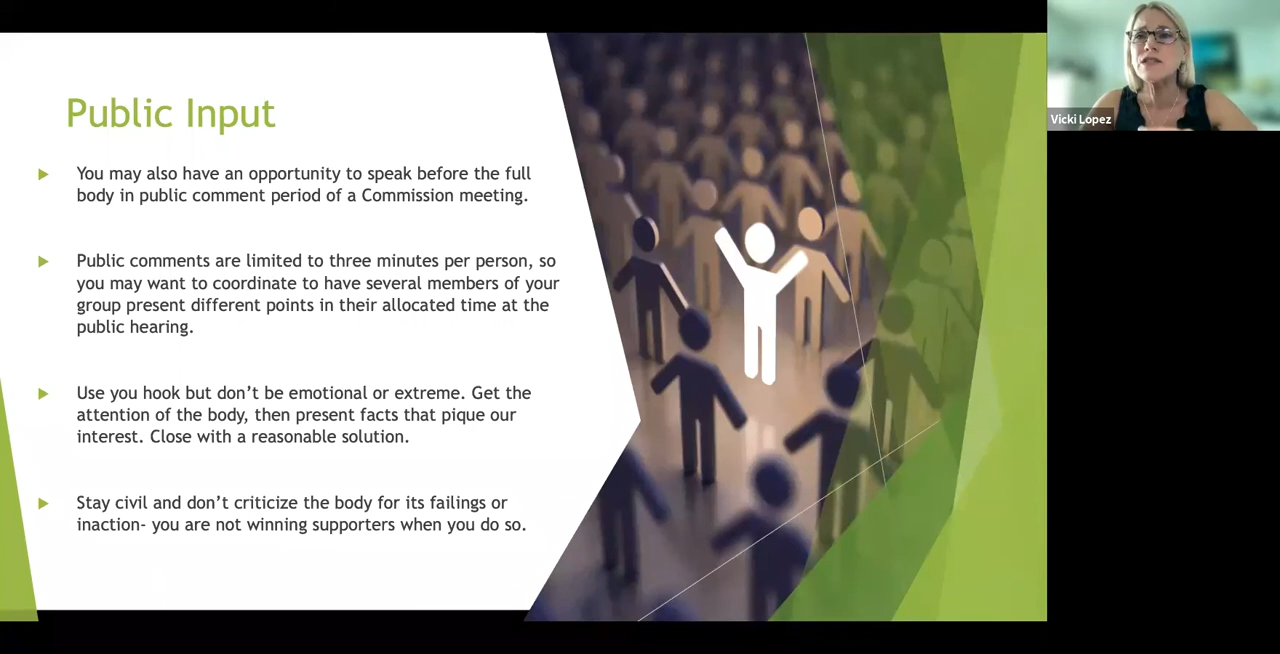 Public Input
You may also have an opportunity to speak before the full
body in public comment period of a Commission meeting.
Public comments are limited to three minutes per person, so
you may want to coordinate to have several members of your
group present different points in their allocated time at the
public hearing.
Use you hook but don’t be emotional or extreme. Get the
attention of the body, then present facts that pique our
interest. Close with a reasonable solution.
Stay civil and don’t criticize the body for its failings or
inaction- you are not winning supporters when you do so.
Vicki Lopez